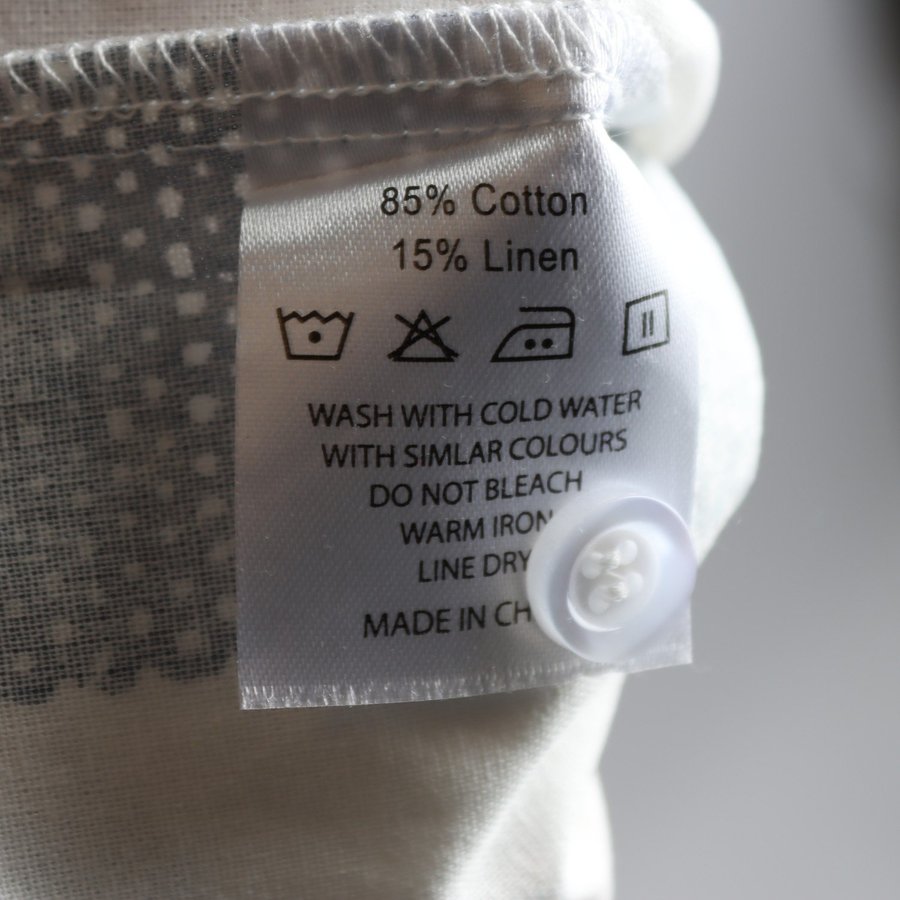 85% Cotton
15% Linen
WASH WITH COLD WATER
WITH SIMLAR COLOURS
DO NOT BLEACH
WARM IRON
LINE DRY
MADE IN